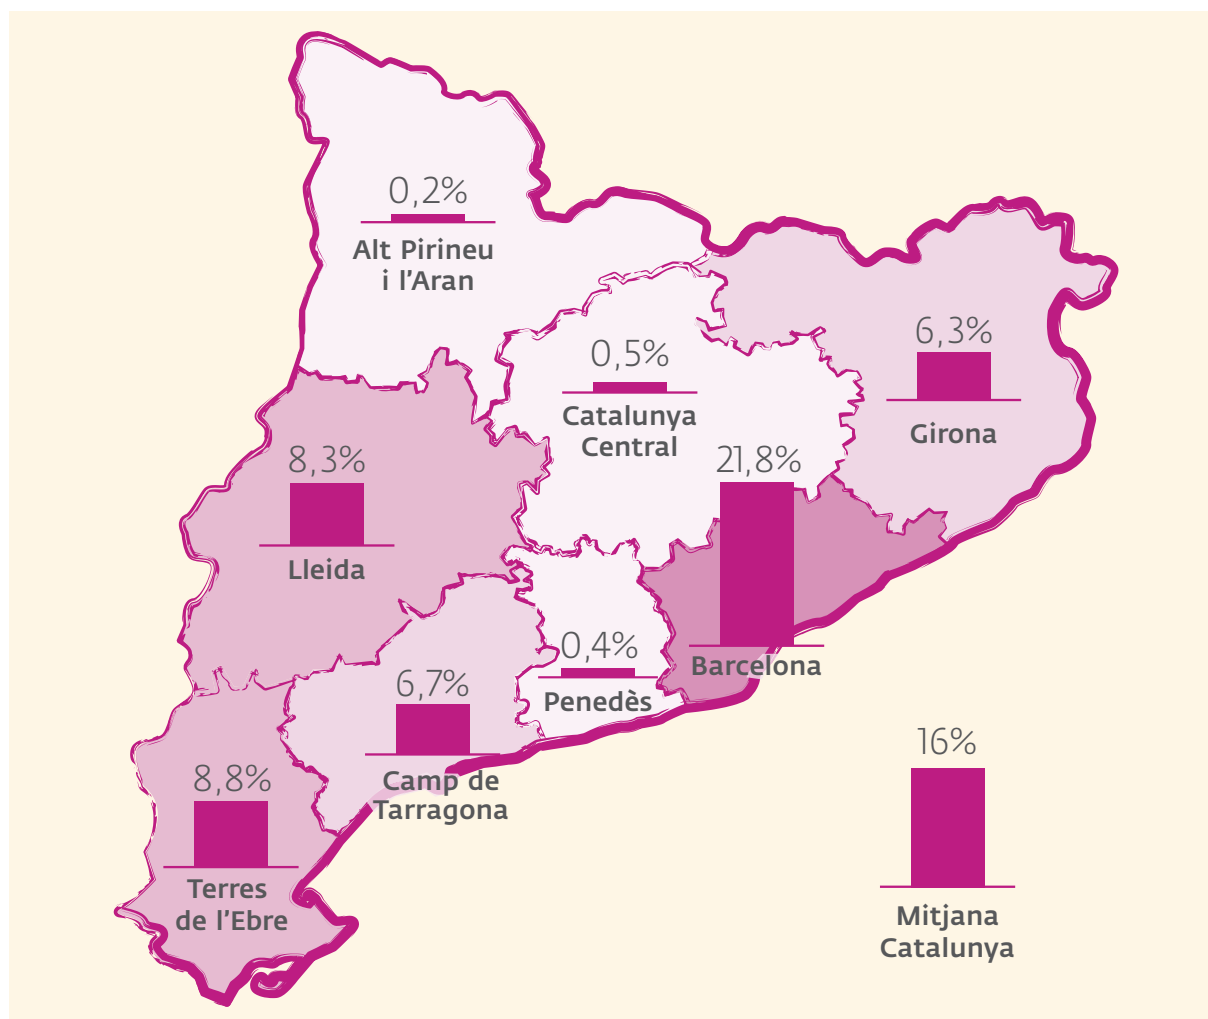 0,2%
Alt Pirineu
i l'Aran
0,5%
Catalunya
Central
6,3%
Girona
8,3%
Lleida
21,8%
Barcelona
0,4%
Penedès
6,7%
Camp de
Tarragona
8,8%
Terres
de l'Ebre
16%
Mitjana
Catalunya